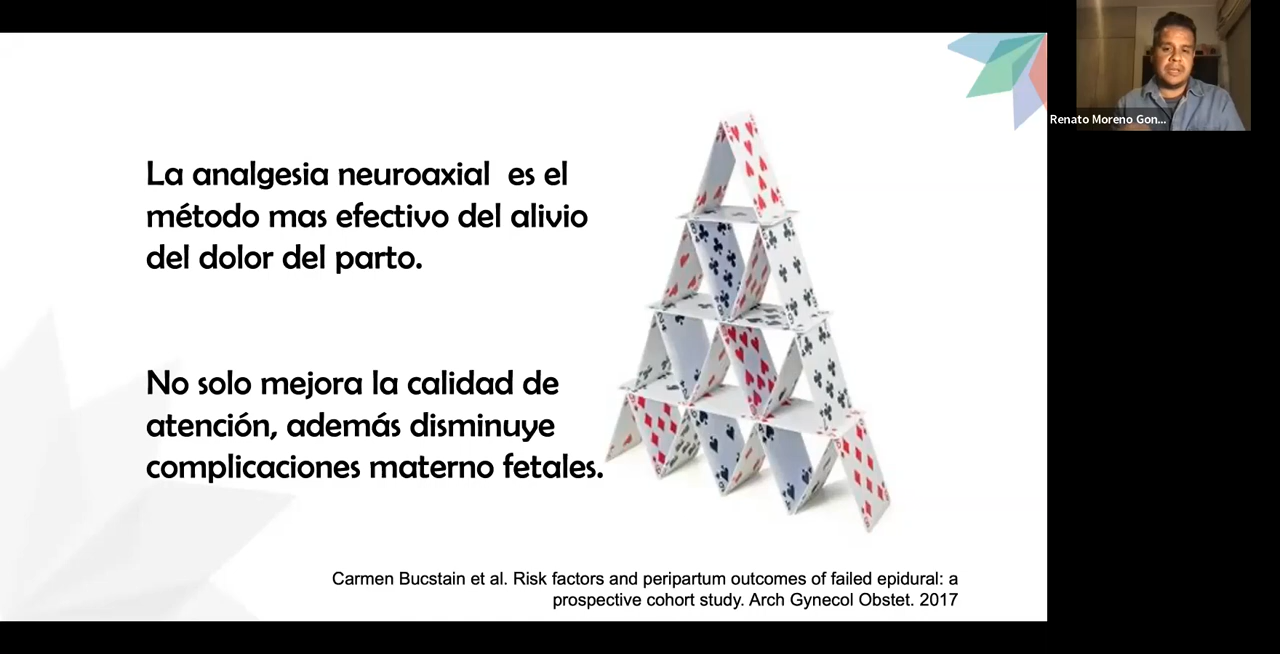 La analgesia neuroaxial es el
método mas efectivo del alivio
del dolor del parto.
No solo mejora la calidad de
atención, además disminuye
complicaciones materno fetales.
Carmen Bucstain et al. Risk factors and peripartum outcomes of failed epidural: a
prospective cohort study. Arch Gynecol Obstet. 2017
Renato Moreno Gon...